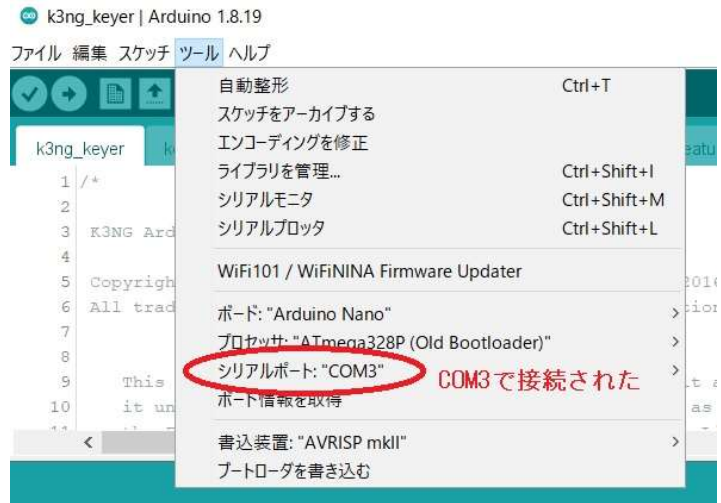 k3ng_keyer | Arduino 1.8.19
ファイル 編集 スケッチ ツール ヘルプ
自動整形 Ctrl+T
スケッチをアーカイブする
エンコーディングを修正
k3ng_keyer
ライブラリを管理... Ctrl+Shift+I
シリアルモニタ Ctrl+Shift+M
シリアルプロッタ Ctrl+Shift+L
WiFi101 / WiFiNINA Firmware Updater
ボード: "Arduino Nano"
プロセッサ: "ATmega328P (Old Bootloader)"
シリアルポート: "COM3" COM3で接続された
ボード情報を取得
書込装置: "AVRISP mkII"
ブートローダを書き込む
1 /*
2
3 K3NG Ard
4
5 Copyrigh 2016
6 All trad
7
8
9 This
10 it un as